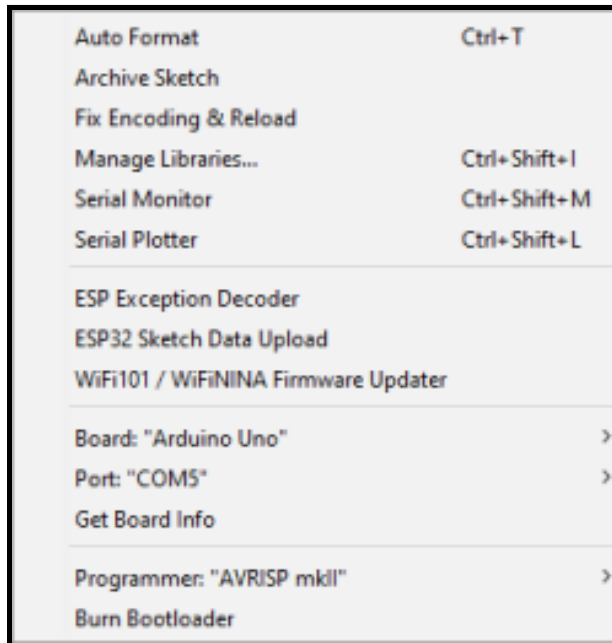 Auto Format Ctrl+T
Archive Sketch
Fix Encoding & Reload
Manage Libraries... Ctrl+Shift+I
Serial Monitor Ctrl+Shift+M
Serial Plotter Ctrl+Shift+L
ESP Exception Decoder
ESP32 Sketch Data Upload
WiFi101 / WiFiNINA Firmware Updater
Board: "Arduino Uno"
Port: "COM5"
Get Board Info
Programmer: "AVRISP mkII"
Burn Bootloader